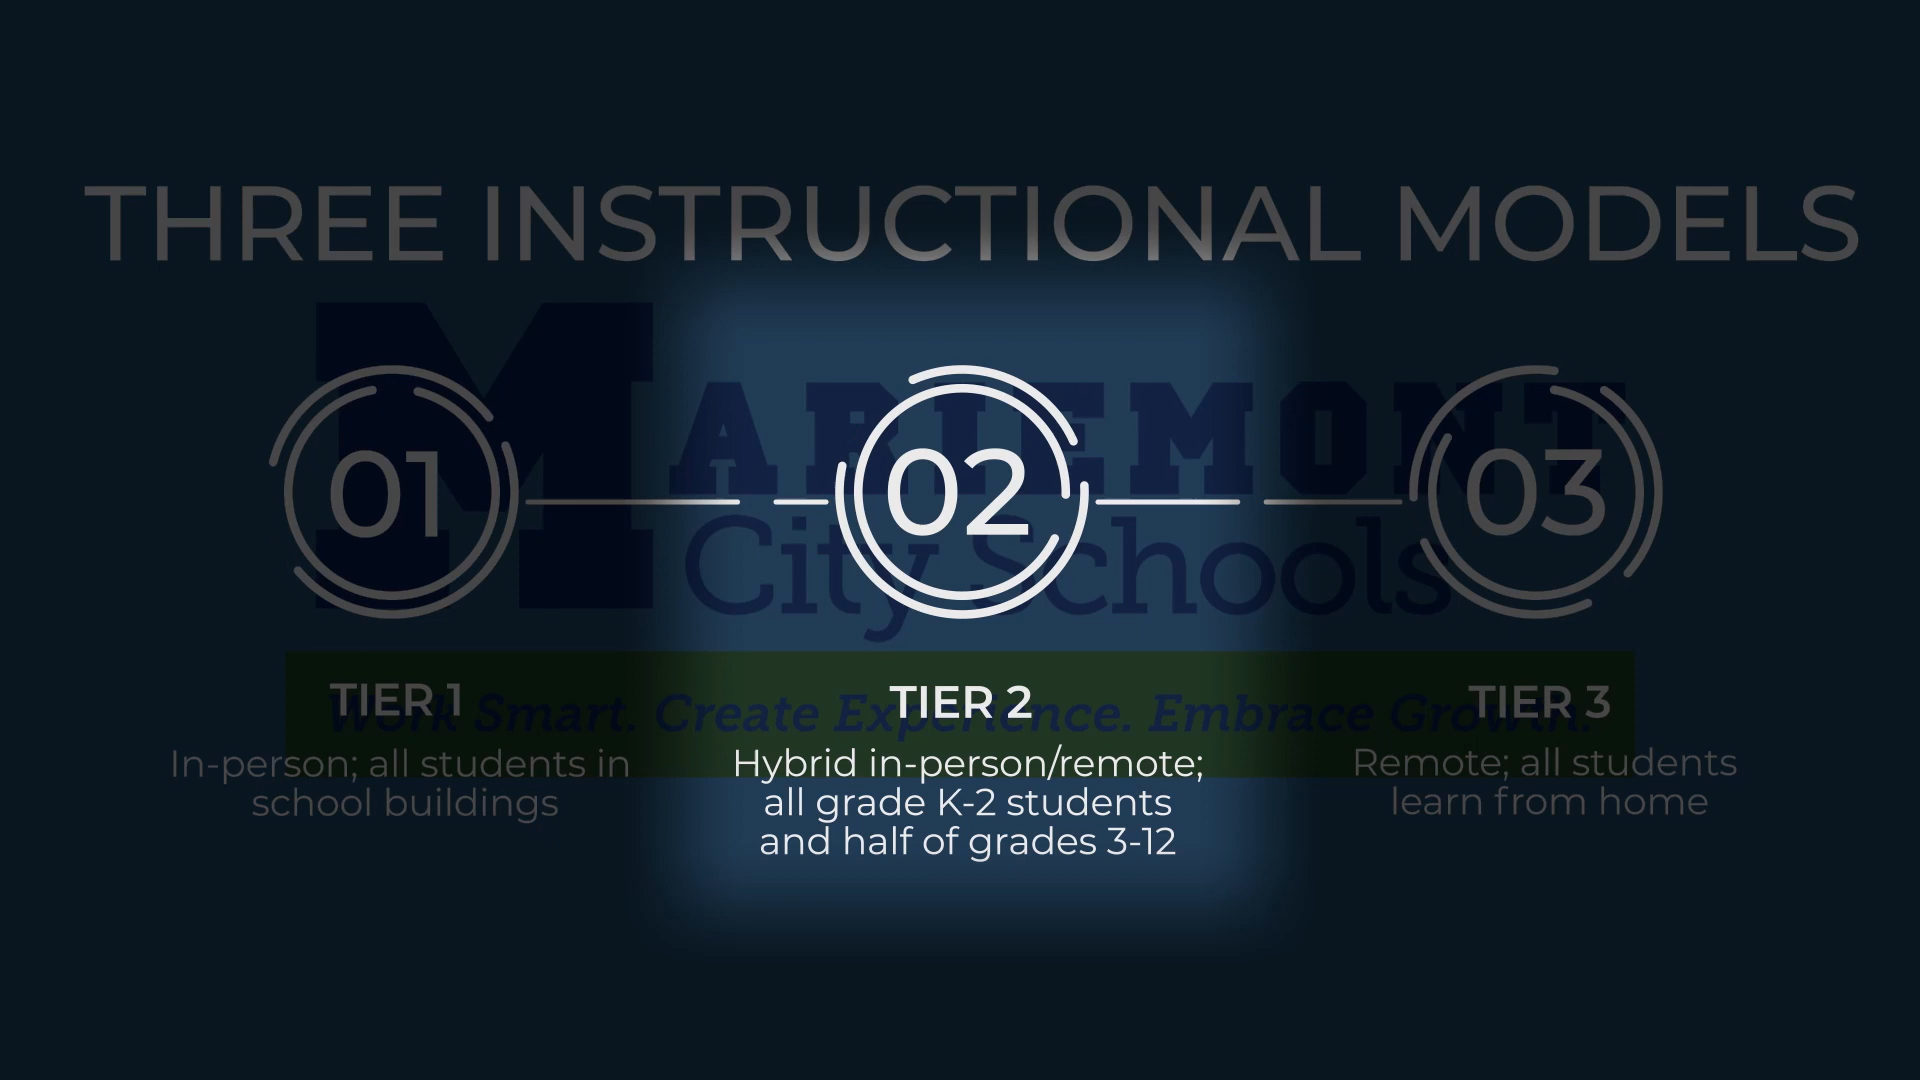 THREE INSTRUCTIONAL MODELS
MARIEMONT
City Schools
Work Smart. Create Experience. Embrace Growth.
01
TIER 1
In-person; all students in
school buildings
02
TIER 2
Hybrid in-person/remote;
all grade K-2 students
and half of grades 3-12
03
TIER 3
Remote; all students
learn from home